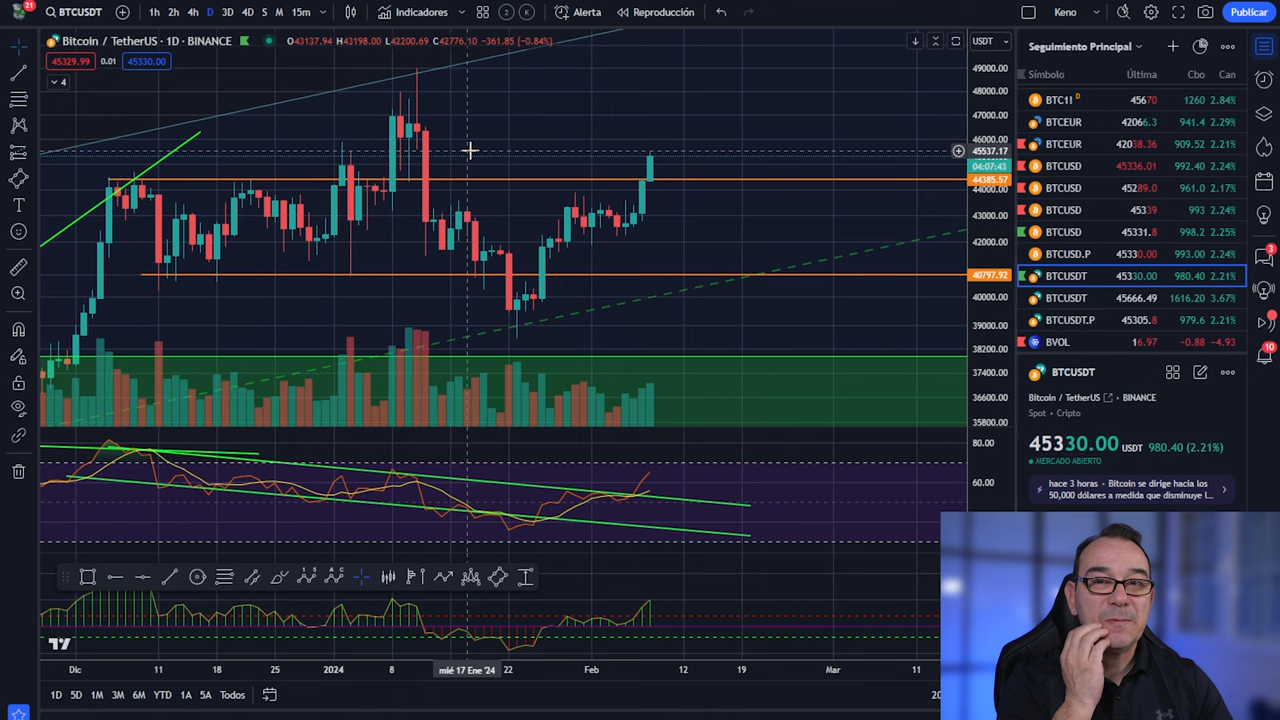 21 BTCUSDT 1h 2h 4h D 3D 4D S M 15m Indicadores Alerta Reproducción Keno Publicar
Bitcoin / TetherUS · 1D · BINANCE O43137.94 H43198.00 L42200.69 C42776.10 -361.85 (-0.84%) USDT
45329.99 0.01 45330.00
4
49000.00
48000.00
47000.00
46000.00
45537.17
04:07:43
44385.57
44000.00
43000.00
42000.00
40797.92
40000.00
39000.00
38200.00
37400.00
36600.00
35800.00
80.00
60.00
Dic 11 18 25 2024 8 mié 17 Ene '24 22 Feb 12 19 Mar 11
1D 5D 1M 3M 6M YTD 1A 5A Todos
20
Seguimiento Principal
Símbolo Última Cbo Can
BTC1! D 45670 1260 2.84%
BTCEUR 42066.3 941.4 2.29%
BTCEUR 42038.36 909.52 2.21%
BTCUSD 45336.01 992.40 2.24%
BTCUSD 45289.0 961.0 2.17%
BTCUSD 45339 993 2.24%
BTCUSD 45331.8 998.2 2.25%
BTCUSD.P 45330.00 993.00 2.24%
BTCUSDT 45330.00 980.40 2.21%
BTCUSDT 45666.49 1616.20 3.67%
BTCUSDT.P 45305.8 979.6 2.21%
BVOL 16.97 -0.88 -4.93
BTCUSDT
Bitcoin / TetherUS · BINANCE
Spot · Cripto
45330.00 USDT 980.40 (2.21%)
MERCADO ABIERTO
hace 3 horas · Bitcoin se dirige hacia los
50,000 dólares a medida que disminuye l...
3
10